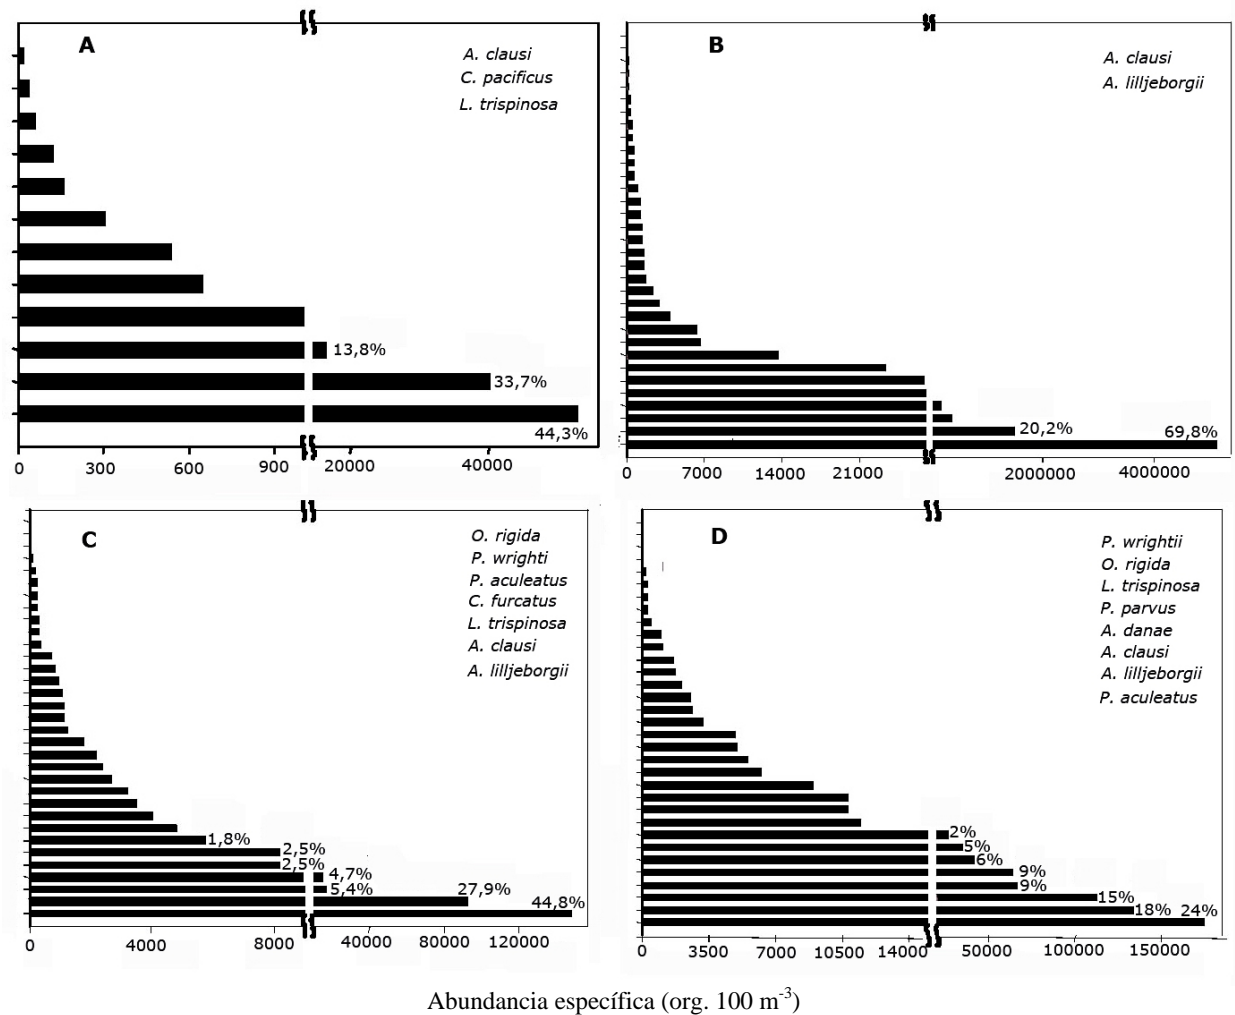 A
A. clausi
C. pacificus
L. trispinosa
13,8%
33,7%
44,3%
0 300 600 900 20000 40000
B
A. clausi
A. lilljeborgii
20,2%
69,8%
0 7000 14000 21000 2000000 4000000
C
O. rigida
P. wrighti
P. aculeatus
C. furcatus
L. trispinosa
A. clausi
A. lilljeborgii
1,8%
2,5%
2,5%
4,7%
5,4% 27,9%
44,8%
0 4000 8000 40000 80000 120000
D
P. wrightii
O. rigida
L. trispinosa
P. parvus
A. danae
A. clausi
A. lilljeborgii
P. aculeatus
2%
5%
6%
9%
9%
15%
18% 24%
0 3500 7000 10500 14000 50000 100000 150000
Abundancia específica (org. 100 m⁻³)